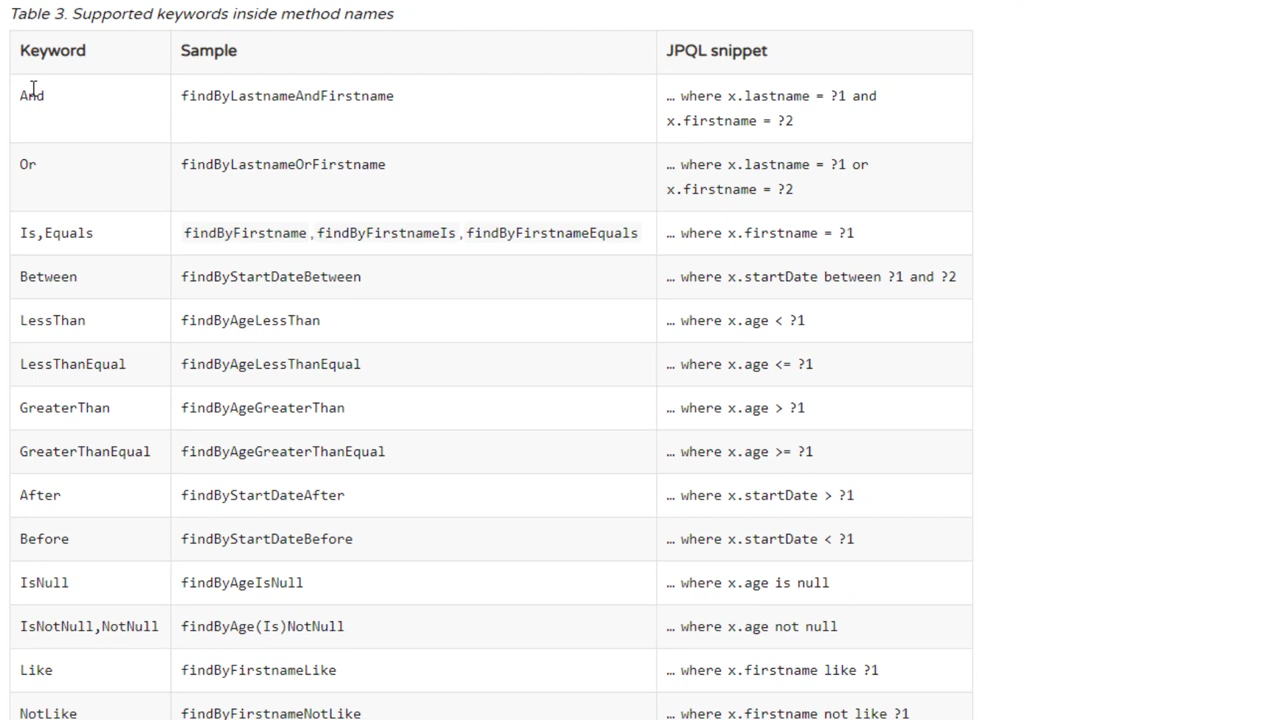 Table 3. Supported keywords inside method names
Keyword Sample JPQL snippet
And findByLastnameAndFirstname … where x.lastname = ?1 and
x.firstname = ?2
Or findByLastnameOrFirstname … where x.lastname = ?1 or
x.firstname = ?2
Is,Equals findByFirstname,findByFirstnameIs,findByFirstnameEquals … where x.firstname = ?1
Between findByStartDateBetween … where x.startDate between ?1 and ?2
LessThan findByAgeLessThan … where x.age < ?1
LessThanEqual findByAgeLessThanEqual … where x.age <= ?1
GreaterThan findByAgeGreaterThan … where x.age > ?1
GreaterThanEqual findByAgeGreaterThanEqual … where x.age >= ?1
After findByStartDateAfter … where x.startDate > ?1
Before findByStartDateBefore … where x.startDate < ?1
IsNull findByAgeIsNull … where x.age is null
IsNotNull,NotNull findByAge(Is)NotNull … where x.age not null
Like findByFirstnameLike … where x.firstname like ?1
NotLike findByFirstnameNotLike … where x.firstname not like ?1